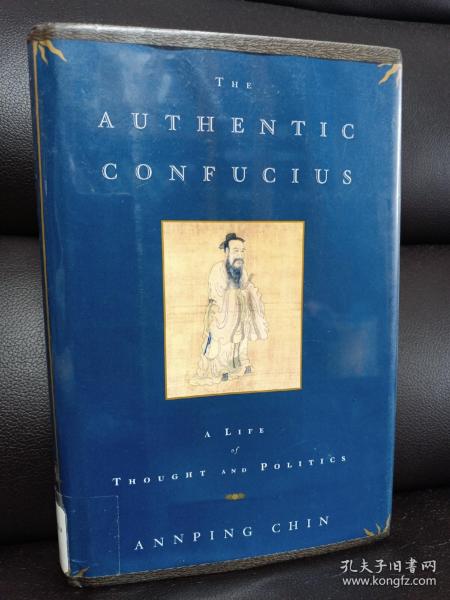 THE
AUTHENTIC
CONFUCIUS
A LIFE
of
THOUGHT AND POLITICS
ANNPING CHIN
孔夫子旧书网
www.kongfz.com